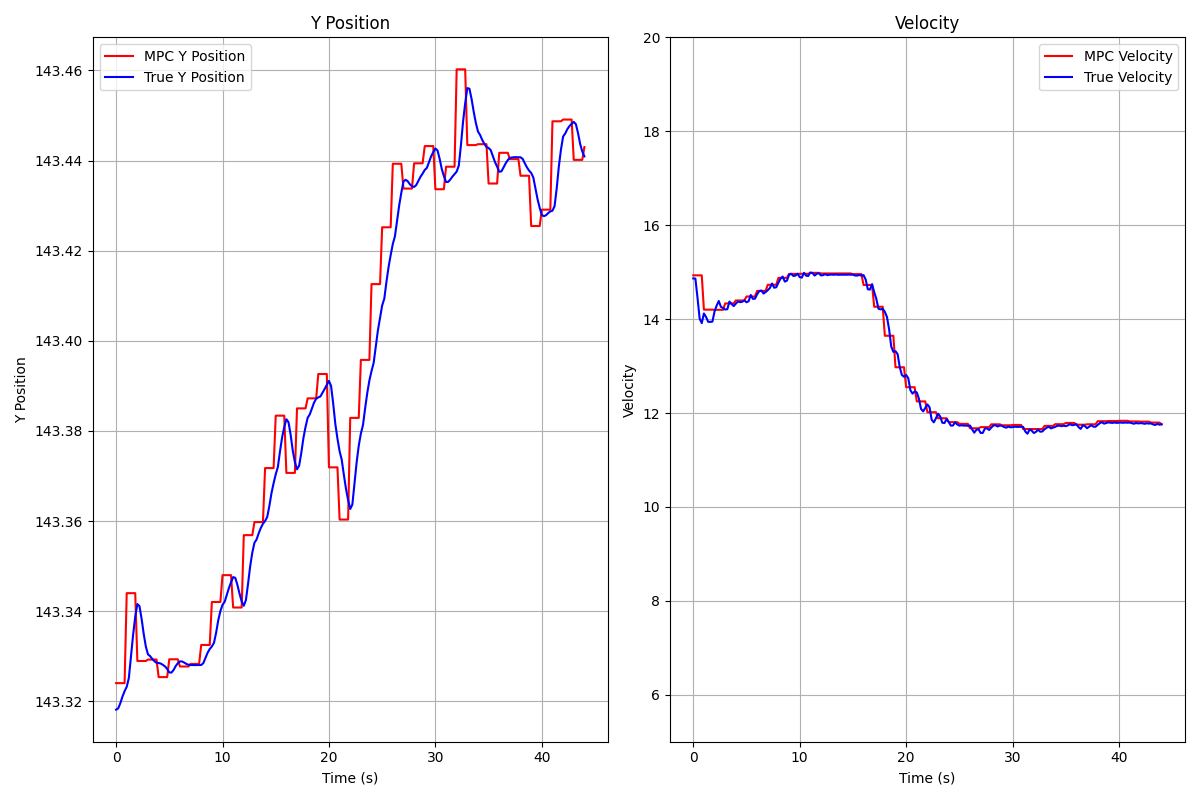 Y Position
MPC Y Position
True Y Position
143.46
143.44
143.42
143.40
143.38
143.36
143.34
143.32
Y Position
0
10
20
30
40
Time (s)
Velocity
MPC Velocity
True Velocity
20
18
16
14
12
10
8
6
Velocity
0
10
20
30
40
Time (s)